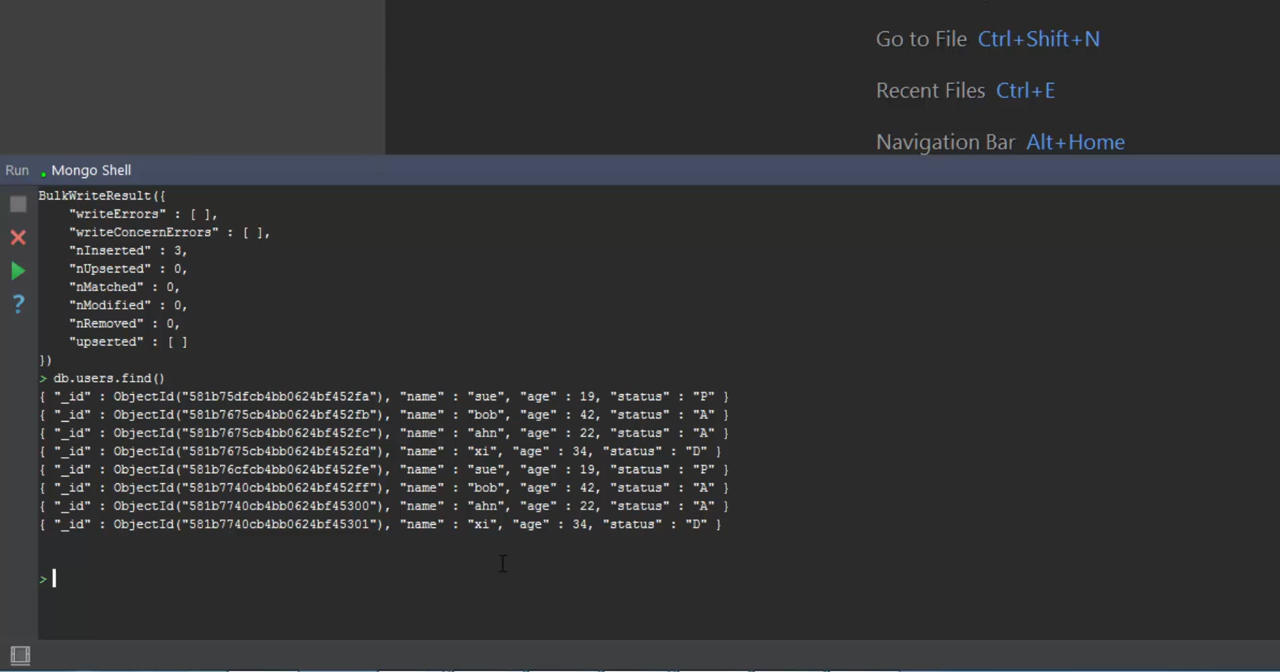 Go to File Ctrl+Shift+N
Recent Files Ctrl+E
Navigation Bar Alt+Home
Run Mongo Shell
BulkWriteResult({
    "writeErrors" : [ ],
    "writeConcernErrors" : [ ],
    "nInserted" : 3,
    "nUpserted" : 0,
    "nMatched" : 0,
    "nModified" : 0,
    "nRemoved" : 0,
    "upserted" : [ ]
})
> db.users.find()
{ "_id" : ObjectId("581b75dfcb4bb0624bf452fa"), "name" : "sue", "age" : 19, "status" : "P" }
{ "_id" : ObjectId("581b7675cb4bb0624bf452fb"), "name" : "bob", "age" : 42, "status" : "A" }
{ "_id" : ObjectId("581b7675cb4bb0624bf452fc"), "name" : "ahn", "age" : 22, "status" : "A" }
{ "_id" : ObjectId("581b7675cb4bb0624bf452fd"), "name" : "xi", "age" : 34, "status" : "D" }
{ "_id" : ObjectId("581b76cfcb4bb0624bf452fe"), "name" : "sue", "age" : 19, "status" : "P" }
{ "_id" : ObjectId("581b7740cb4bb0624bf452ff"), "name" : "bob", "age" : 42, "status" : "A" }
{ "_id" : ObjectId("581b7740cb4bb0624bf45300"), "name" : "ahn", "age" : 22, "status" : "A" }
{ "_id" : ObjectId("581b7740cb4bb0624bf45301"), "name" : "xi", "age" : 34, "status" : "D" }
>